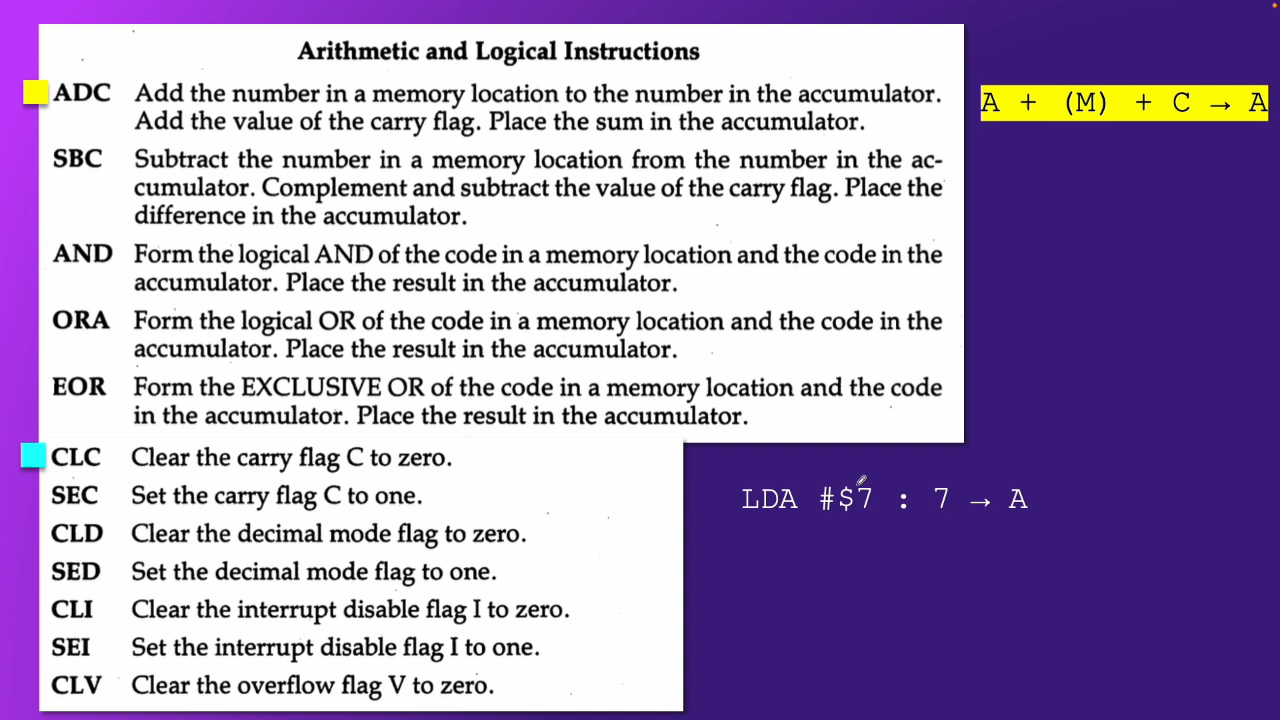 Arithmetic and Logical Instructions
ADC Add the number in a memory location to the number in the accumulator.
Add the value of the carry flag. Place the sum in the accumulator.
A + (M) + C → A
SBC Subtract the number in a memory location from the number in the ac-
cumulator. Complement and subtract the value of the carry flag. Place the
difference in the accumulator.
AND Form the logical AND of the code in a memory location and the code in the
accumulator. Place the result in the accumulator.
ORA Form the logical OR of the code in a memory location and the code in the
accumulator. Place the result in the accumulator.
EOR Form the EXCLUSIVE OR of the code in a memory location and the code
in the accumulator. Place the result in the accumulator.
CLC Clear the carry flag C to zero.
SEC Set the carry flag C to one.
CLD Clear the decimal mode flag to zero.
SED Set the decimal mode flag to one.
CLI Clear the interrupt disable flag I to zero.
SEI Set the interrupt disable flag I to one.
CLV Clear the overflow flag V to zero.
LDA #$7 : 7 → A